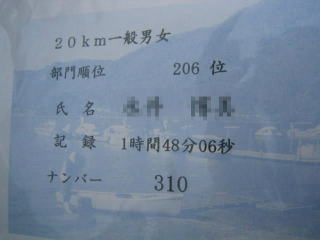 20km一般男女
部門順位 206 位
氏 名
記 録 1時間48分06秒
ナンバー 310